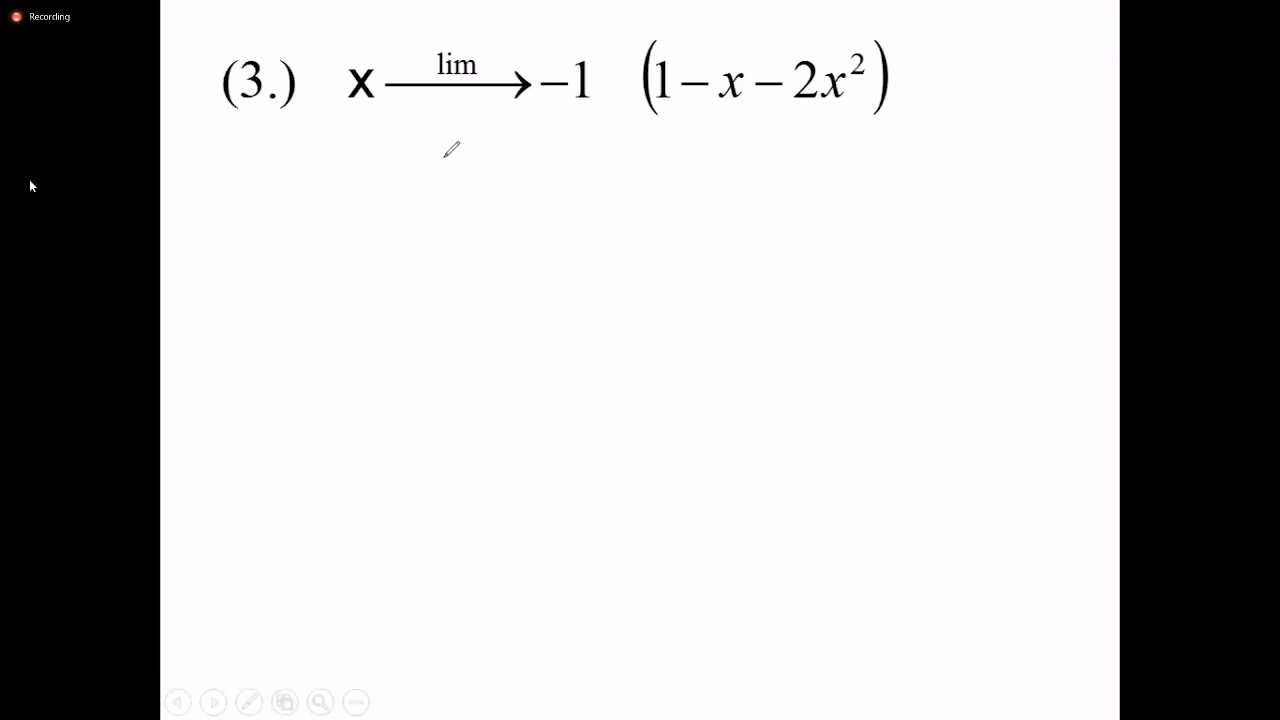 Recording
(3.) x ⟶ −1 (1 − x − 2x²)
lim